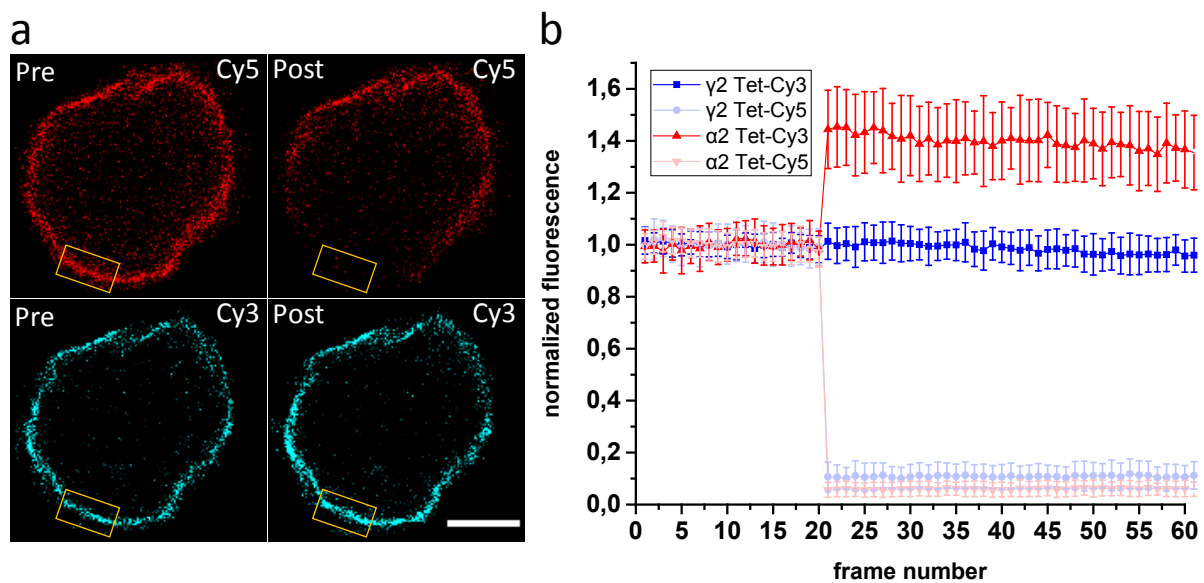 a
Pre Cy5
Post Cy5
Pre Cy3
Post Cy3
b
γ2 Tet-Cy3
γ2 Tet-Cy5
α2 Tet-Cy3
α2 Tet-Cy5
normalized fluorescence
1,6
1,4
1,2
1,0
0,8
0,6
0,4
0,2
0,0
0 5 10 15 20 25 30 35 40 45 50 55 60
frame number